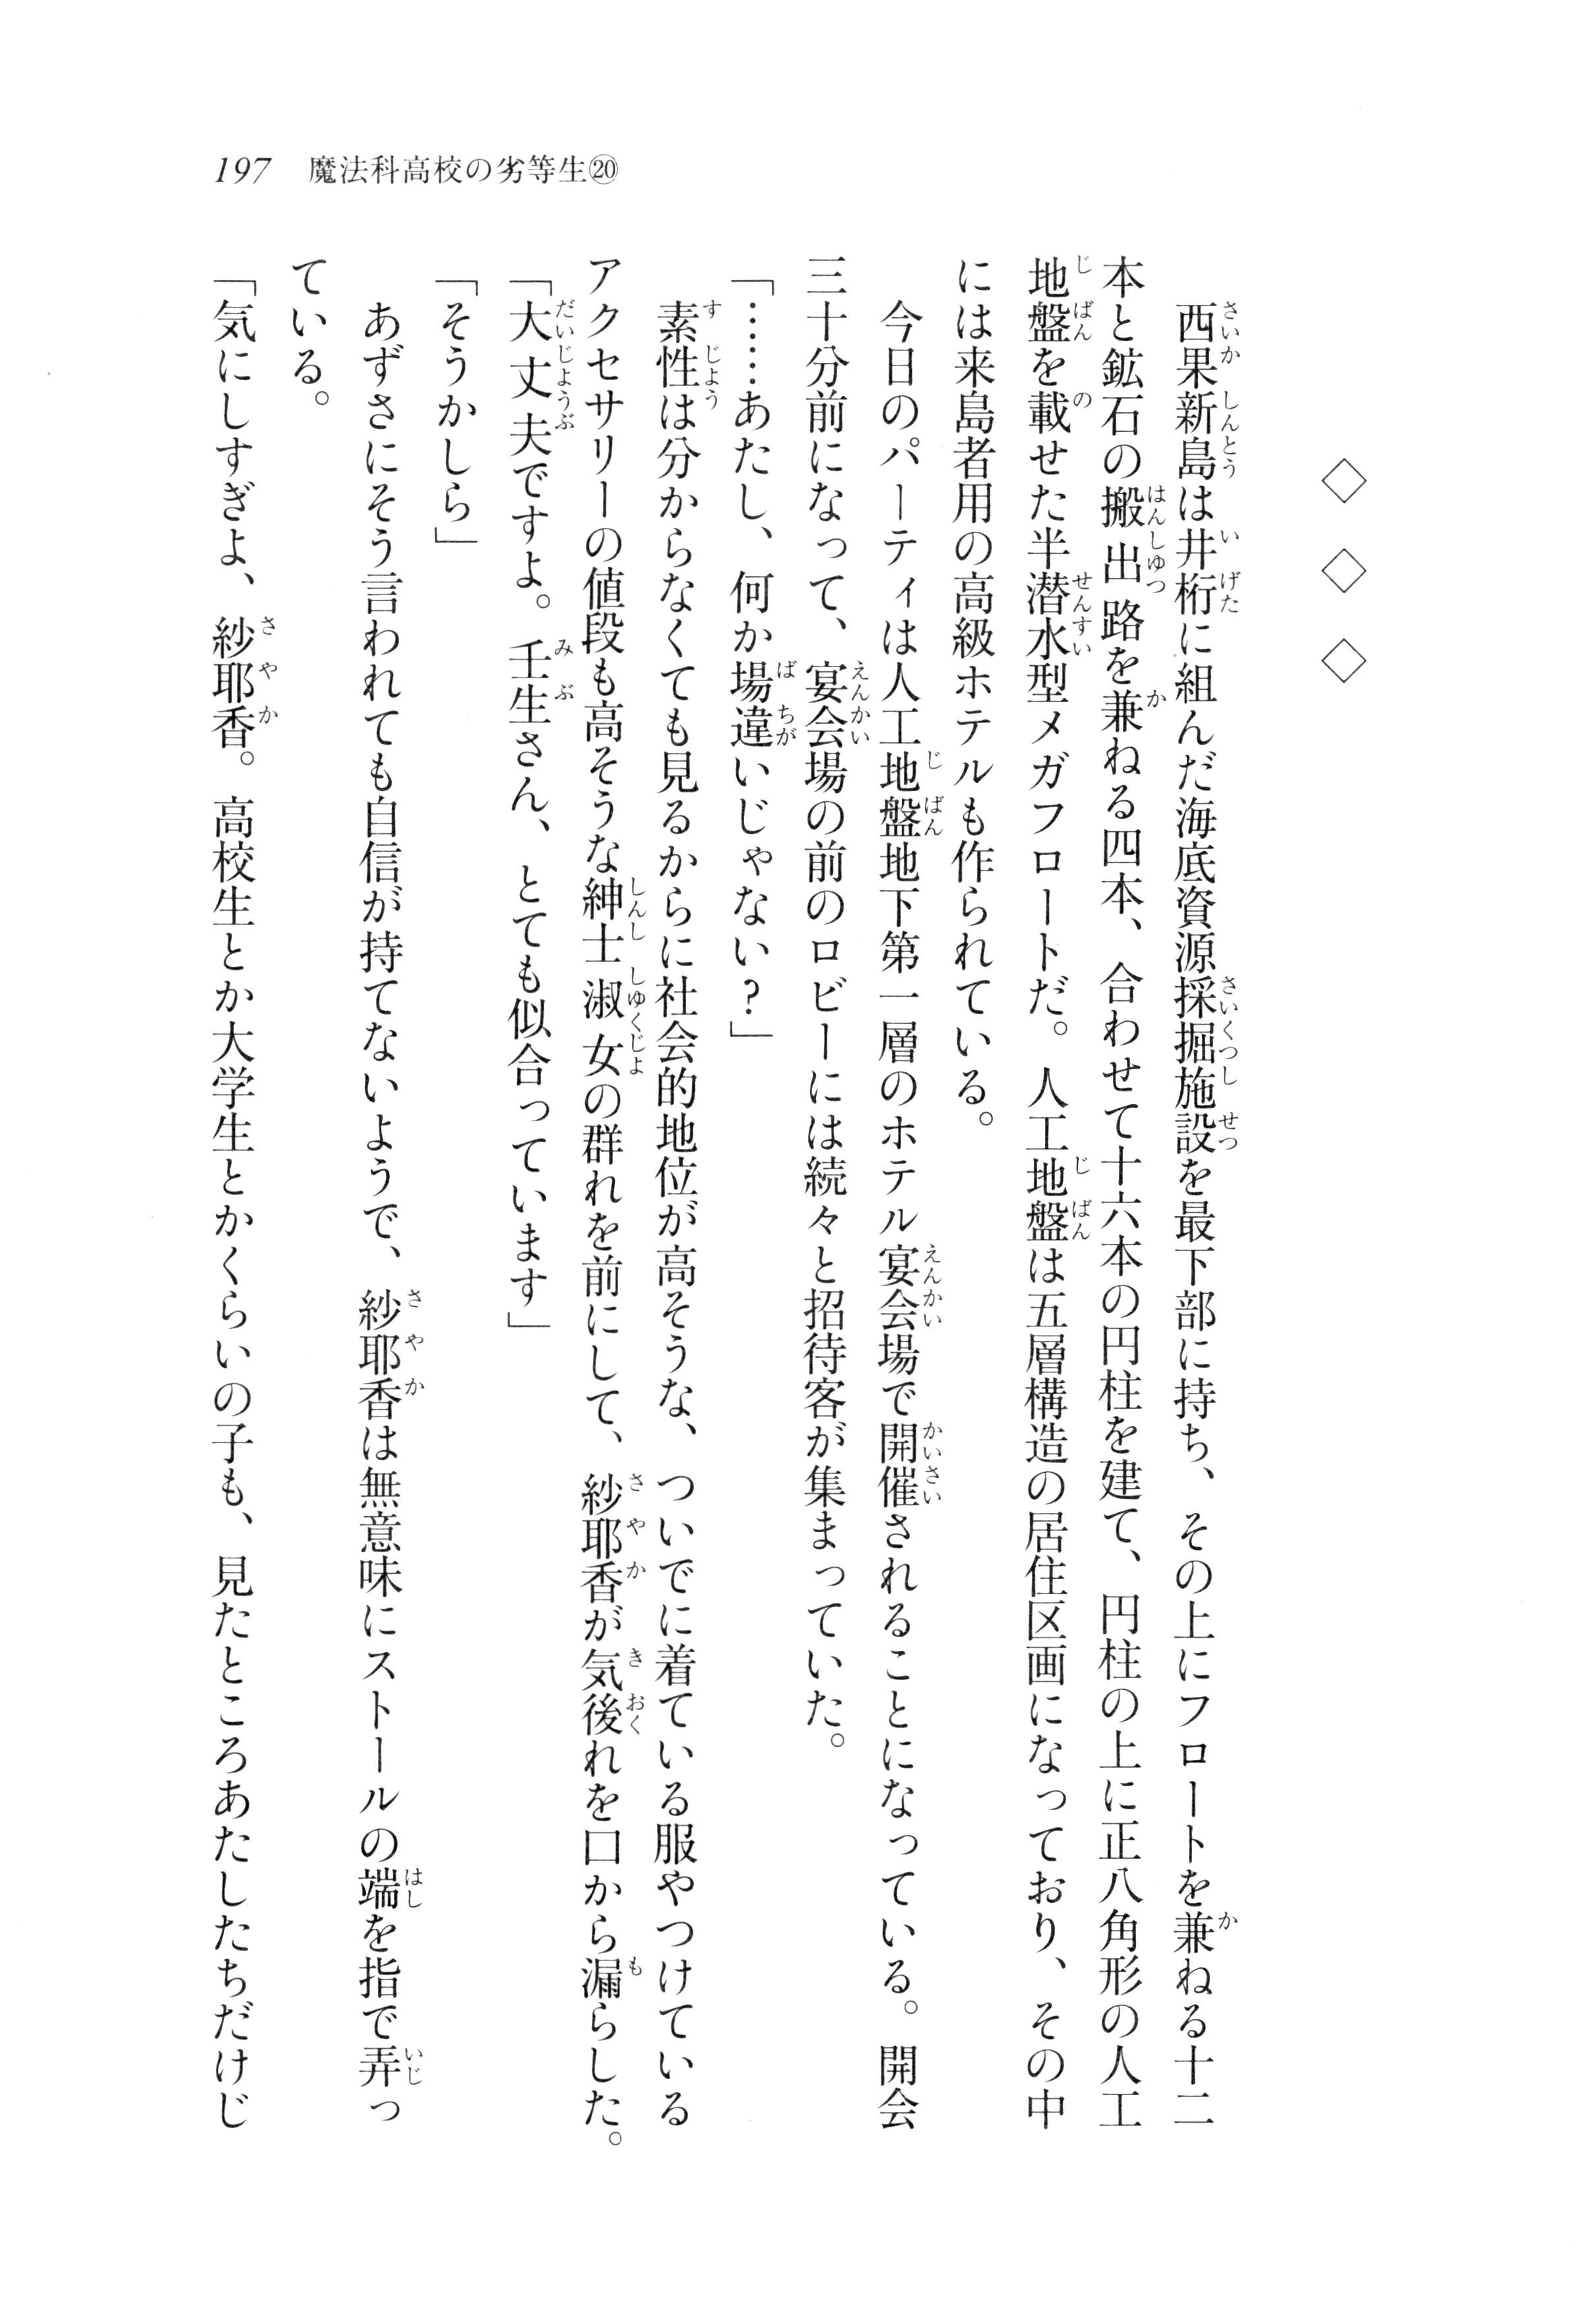 197 魔法科高校の劣等生⑳
◇ ◇ ◇
西果新島は井桁に組んだ海底資源採掘施設を最下部に持ち、その上にフロートを兼ねる十二
本と鉱石の搬出路を兼ねる四本、合わせて十六本の円柱を建て、円柱の上に正八角形の人工
地盤を載せた半潜水型メガフロートだ。人工地盤は五層構造の居住区画になっており、その中
には来島者用の高級ホテルも作られている。
今日のパーティは人工地盤地下第一層のホテル宴会場で開催されることになっている。開会
三十分前になって、宴会場の前のロビーには続々と招待客が集まっていた。
「……あたし、何か場違いじゃない？」
素性は分からなくても見るからに社会的地位が高そうな、ついでに着ている服やつけている
アクセサリーの値段も高そうな紳士淑女の群れを前にして、紗耶香が気後れを口から漏らした。
「大丈夫ですよ。壬生さん、とても似合っています」
「そうかしら」
あずさにそう言われても自信が持てないようで、紗耶香は無意味にストールの端を指で弄っ
ている。
「気にしすぎよ、紗耶香。高校生とか大学生とかくらいの子も、見たところあたしたちだけじ